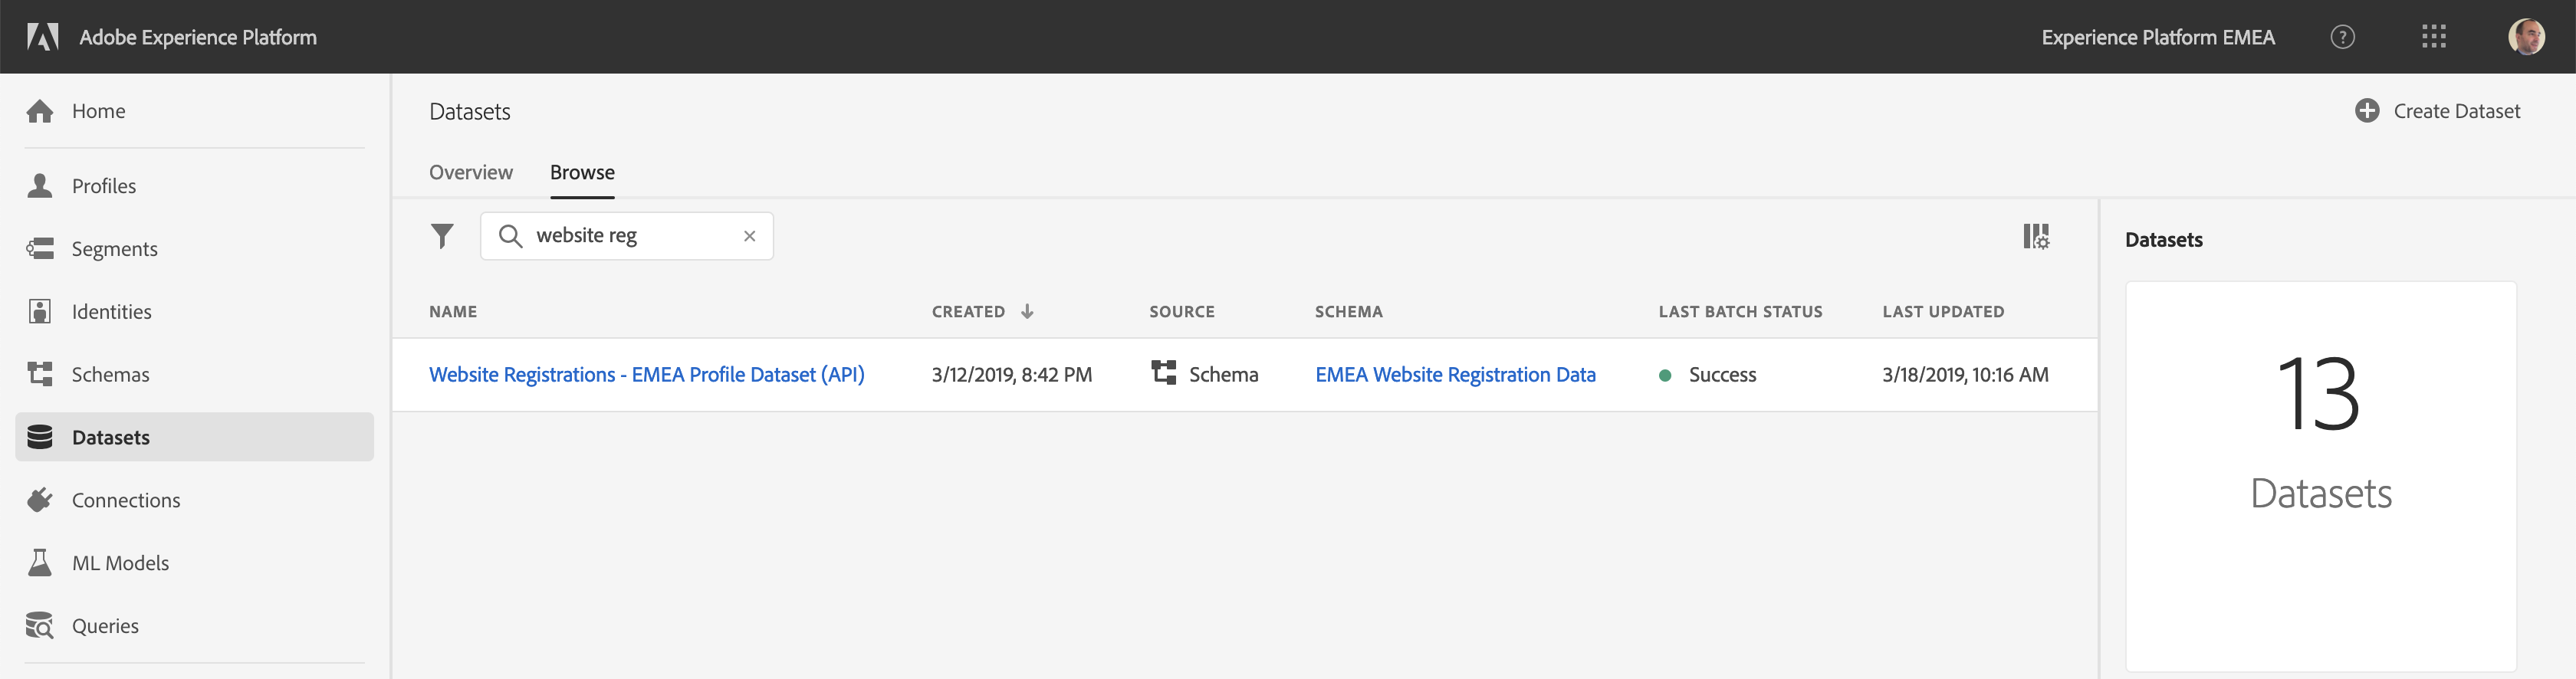 Adobe Experience Platform
Experience Platform EMEA
?
Home
Profiles
Segments
Identities
Schemas
Datasets
Connections
ML Models
Queries
Datasets
Create Dataset
Overview Browse
website reg
NAME CREATED SOURCE SCHEMA LAST BATCH STATUS LAST UPDATED
Website Registrations - EMEA Profile Dataset (API) 3/12/2019, 8:42 PM Schema EMEA Website Registration Data Success 3/18/2019, 10:16 AM
Datasets
13
Datasets